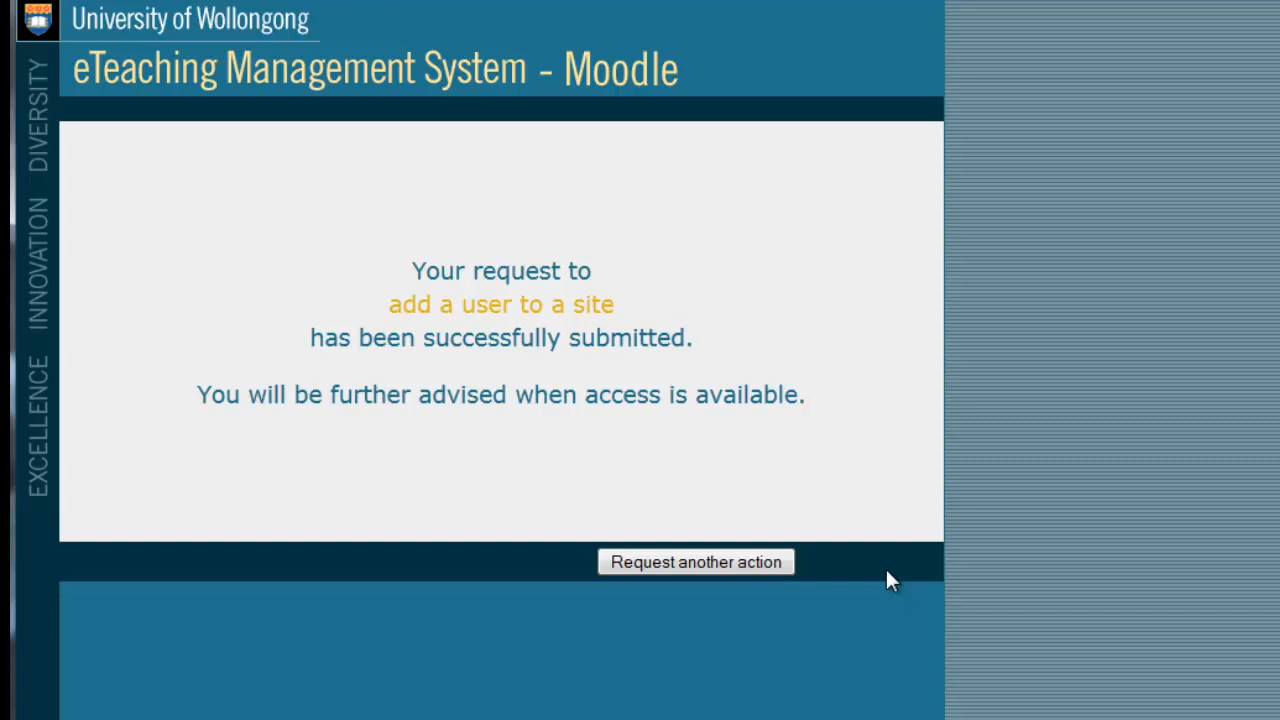 University of Wollongong
eTeaching Management System - Moodle
EXCELLENCE INNOVATION DIVERSITY
Your request to
add a user to a site
has been successfully submitted.
You will be further advised when access is available.
Request another action